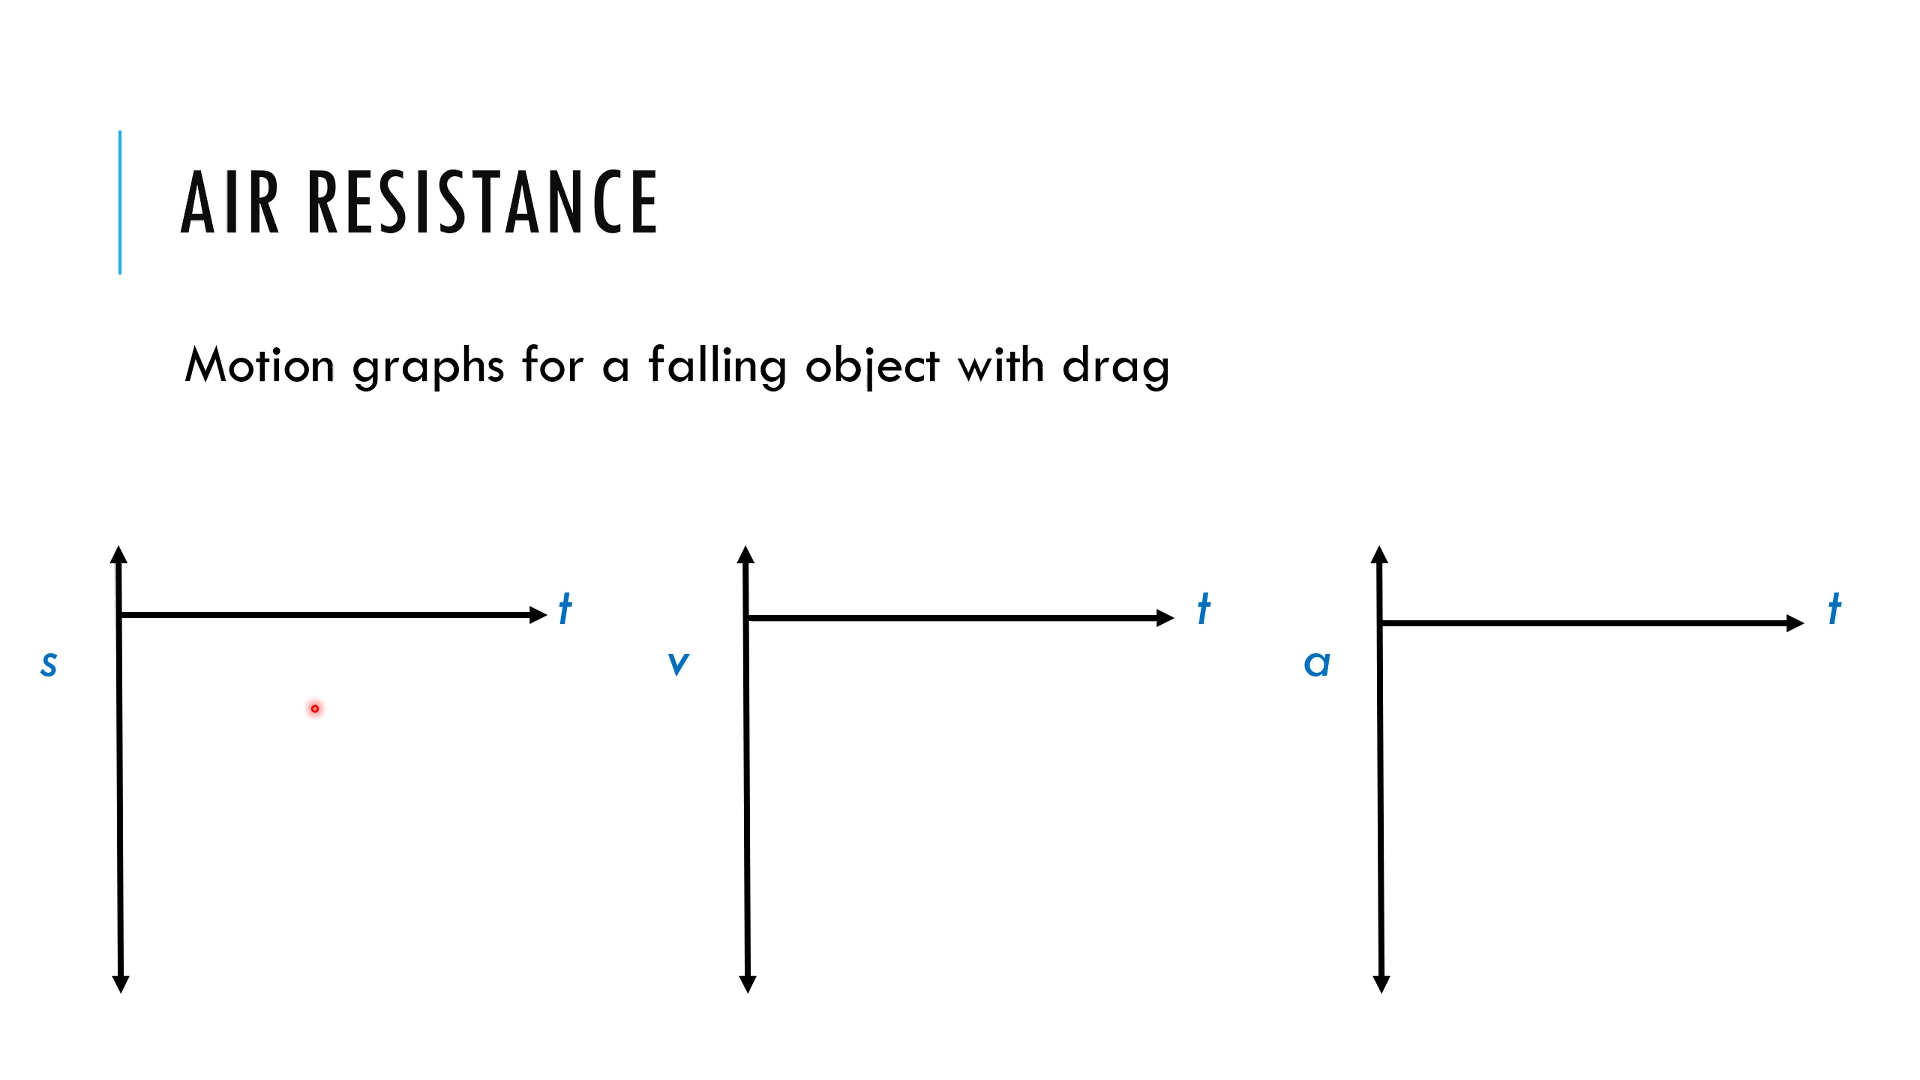 AIR RESISTANCE
Motion graphs for a falling object with drag
t
s
t
v
t
a